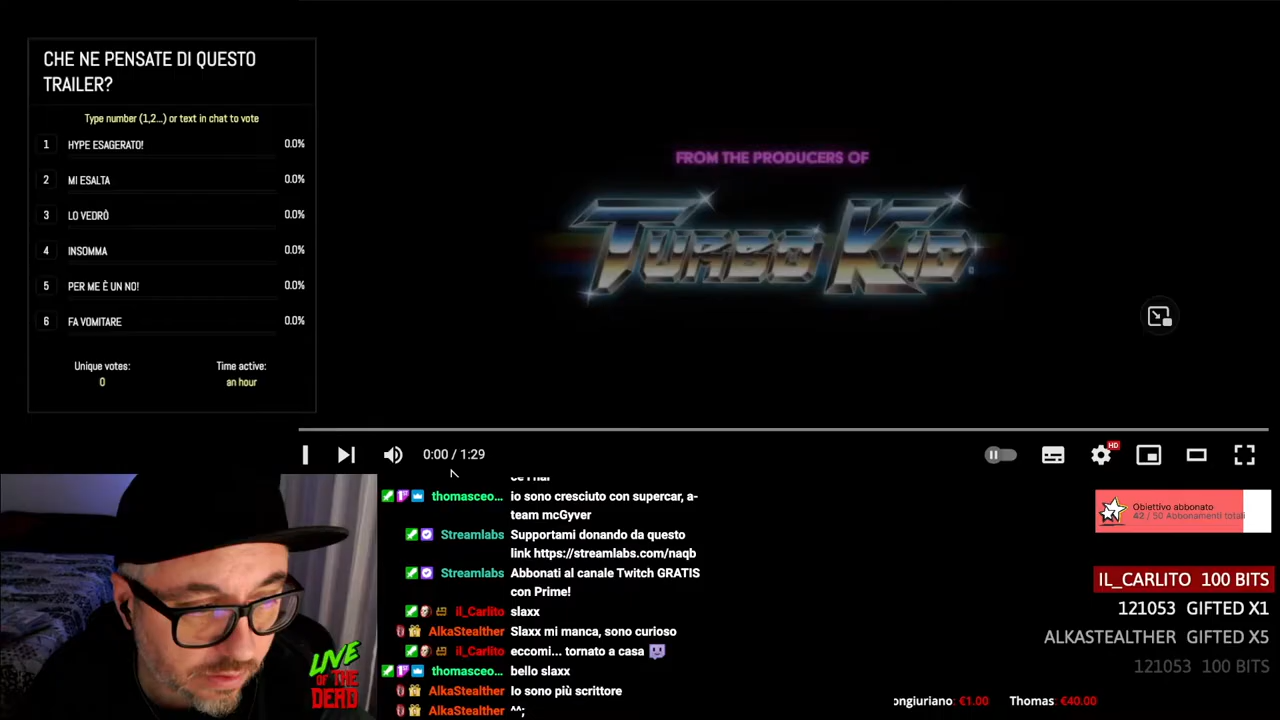 CHE NE PENSATE DI QUESTO
TRAILER?
Type number (1,2...) or text in chat to vote
1 HYPE ESAGERATO! 0.0%
2 MI ESALTA 0.0%
3 LO VEDRÒ 0.0%
4 INSOMMA 0.0%
5 PER ME È UN NO! 0.0%
6 FA VOMITARE 0.0%
Unique votes: Time active:
0 an hour
FROM THE PRODUCERS OF
TURBO KID
0:00 / 1:29
HD
thomasceo... io sono cresciuto con supercar, a-
team mcGyver
Streamlabs Supportami donando da questo
link https://streamlabs.com/naqb
Streamlabs Abbonati al canale Twitch GRATIS
con Prime!
il_Carlito slaxx
AlkaStealther Slaxx mi manca, sono curioso
il_Carlito eccomi... tornato a casa
thomasceo... bello slaxx
AlkaStealther Io sono più scrittore
AlkaStealther ^^;
LIVE
OF THE
DEAD
Obiettivo abbonato
42 / 50 Abbonamenti totali
IL_CARLITO 100 BITS
121053 GIFTED X1
ALKASTEALTHER GIFTED X5
121053 100 BITS
ongiuriano: €1.00 Thomas: €40.00